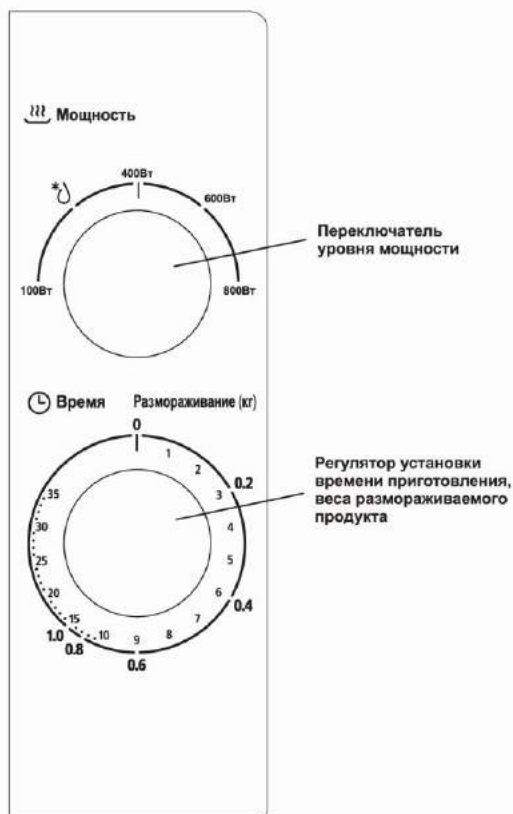 Мощность
400Вт
600Вт
100Вт
800Вт
Переключатель
уровня мощности
Время
Размораживание (кг)
0
1
2
0.2
3
4
5
6
0.4
7
8
9
0.6
10
0.8
15
1.0
20
25
30
35
Регулятор установки
времени приготовления,
веса размораживаемого
продукта